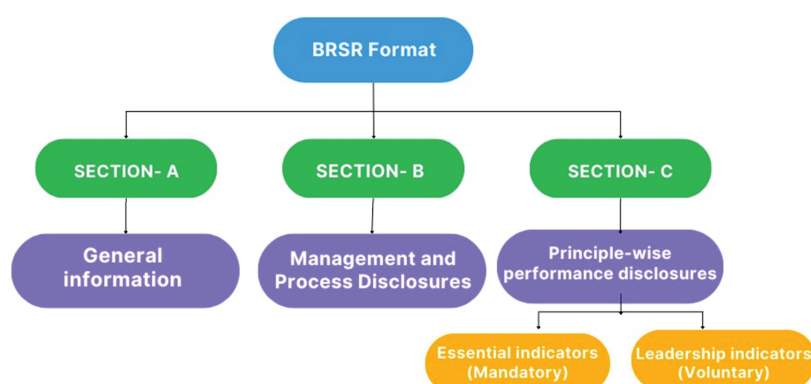 BRSR Format
SECTION- A
SECTION- B
SECTION- C
General
information
Management and
Process Disclosures
Principle-wise
performance disclosures
Essential indicators
(Mandatory)
Leadership indicators
(Voluntary)